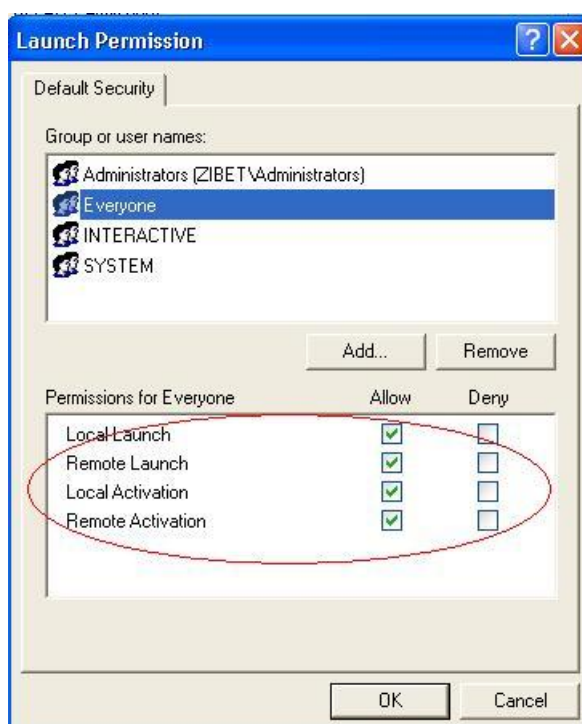 Launch Permission
Default Security
Group or user names:
Administrators (ZIBET\Administrators)
Everyone
INTERACTIVE
SYSTEM
Add... Remove
Permissions for Everyone Allow Deny
Local Launch
Remote Launch
Local Activation
Remote Activation
OK Cancel